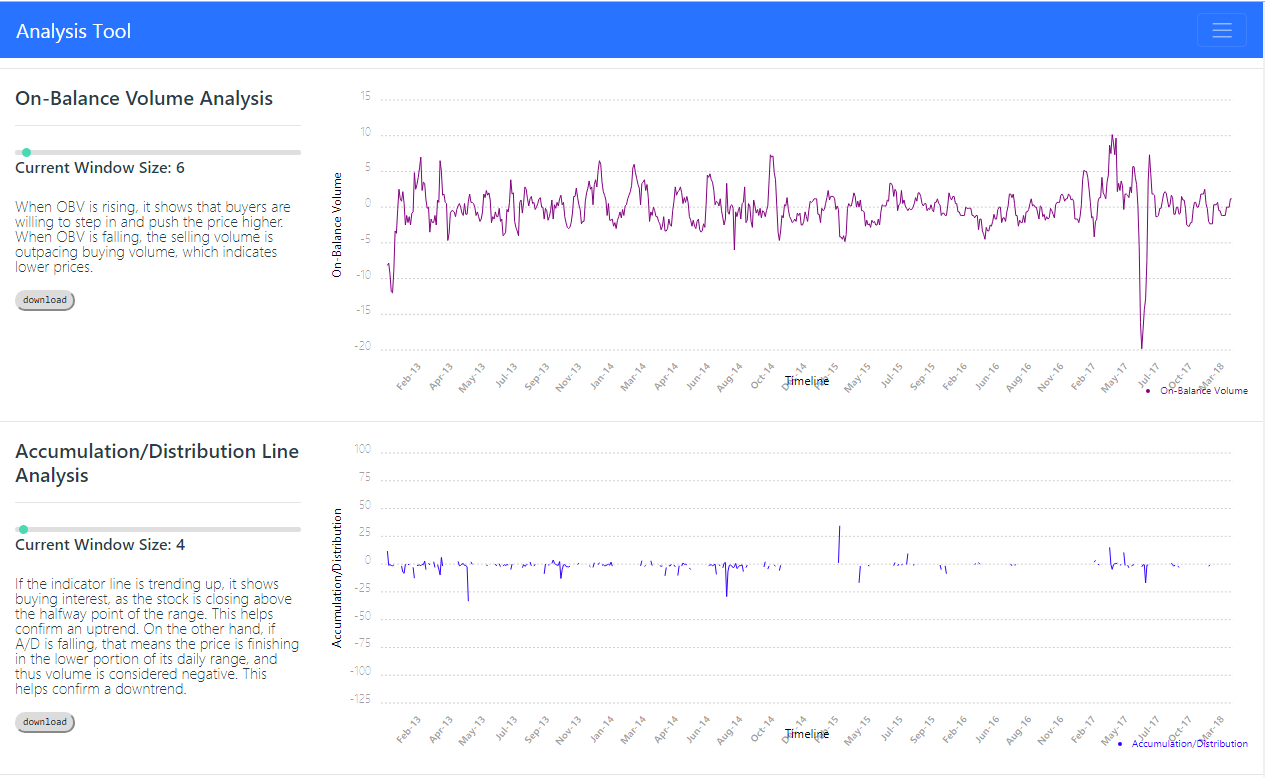 Analysis Tool
On-Balance Volume Analysis
Current Window Size: 6
When OBV is rising, it shows that buyers are
willing to step in and push the price higher.
When OBV is falling, the selling volume is
outpacing buying volume, which indicates
lower prices.
download
On-Balance Volume
15
10
5
0
-5
-10
-15
-20
Feb-13 Apr-13 May-13 Jul-13 Sep-13 Nov-13 Jan-14 Mar-14 Apr-14 Jun-14 Aug-14 Oct-14 May-15 Jul-15 Sep-15 Feb-16 Jun-16 Aug-16 Nov-16 Feb-17 May-17 Jul-17 Oct-17 Mar-18
Timeline
On-Balance Volume
Accumulation/Distribution Line
Analysis
Current Window Size: 4
If the indicator line is trending up, it shows
buying interest, as the stock is closing above
the halfway point of the range. This helps
confirm an uptrend. On the other hand, if
A/D is falling, that means the price is finishing
in the lower portion of its daily range, and
thus volume is considered negative. This
helps confirm a downtrend.
download
Accumulation/Distribution
100
75
50
25
0
-25
-50
-75
-100
-125
Feb-13 Apr-13 May-13 Jul-13 Sep-13 Nov-13 Jan-14 Mar-14 Apr-14 Jun-14 Aug-14 Oct-14 May-15 Jul-15 Sep-15 Feb-16 Jun-16 Aug-16 Nov-16 Feb-17 May-17 Jul-17 Oct-17 Mar-18
Timeline
Accumulation/Distribution